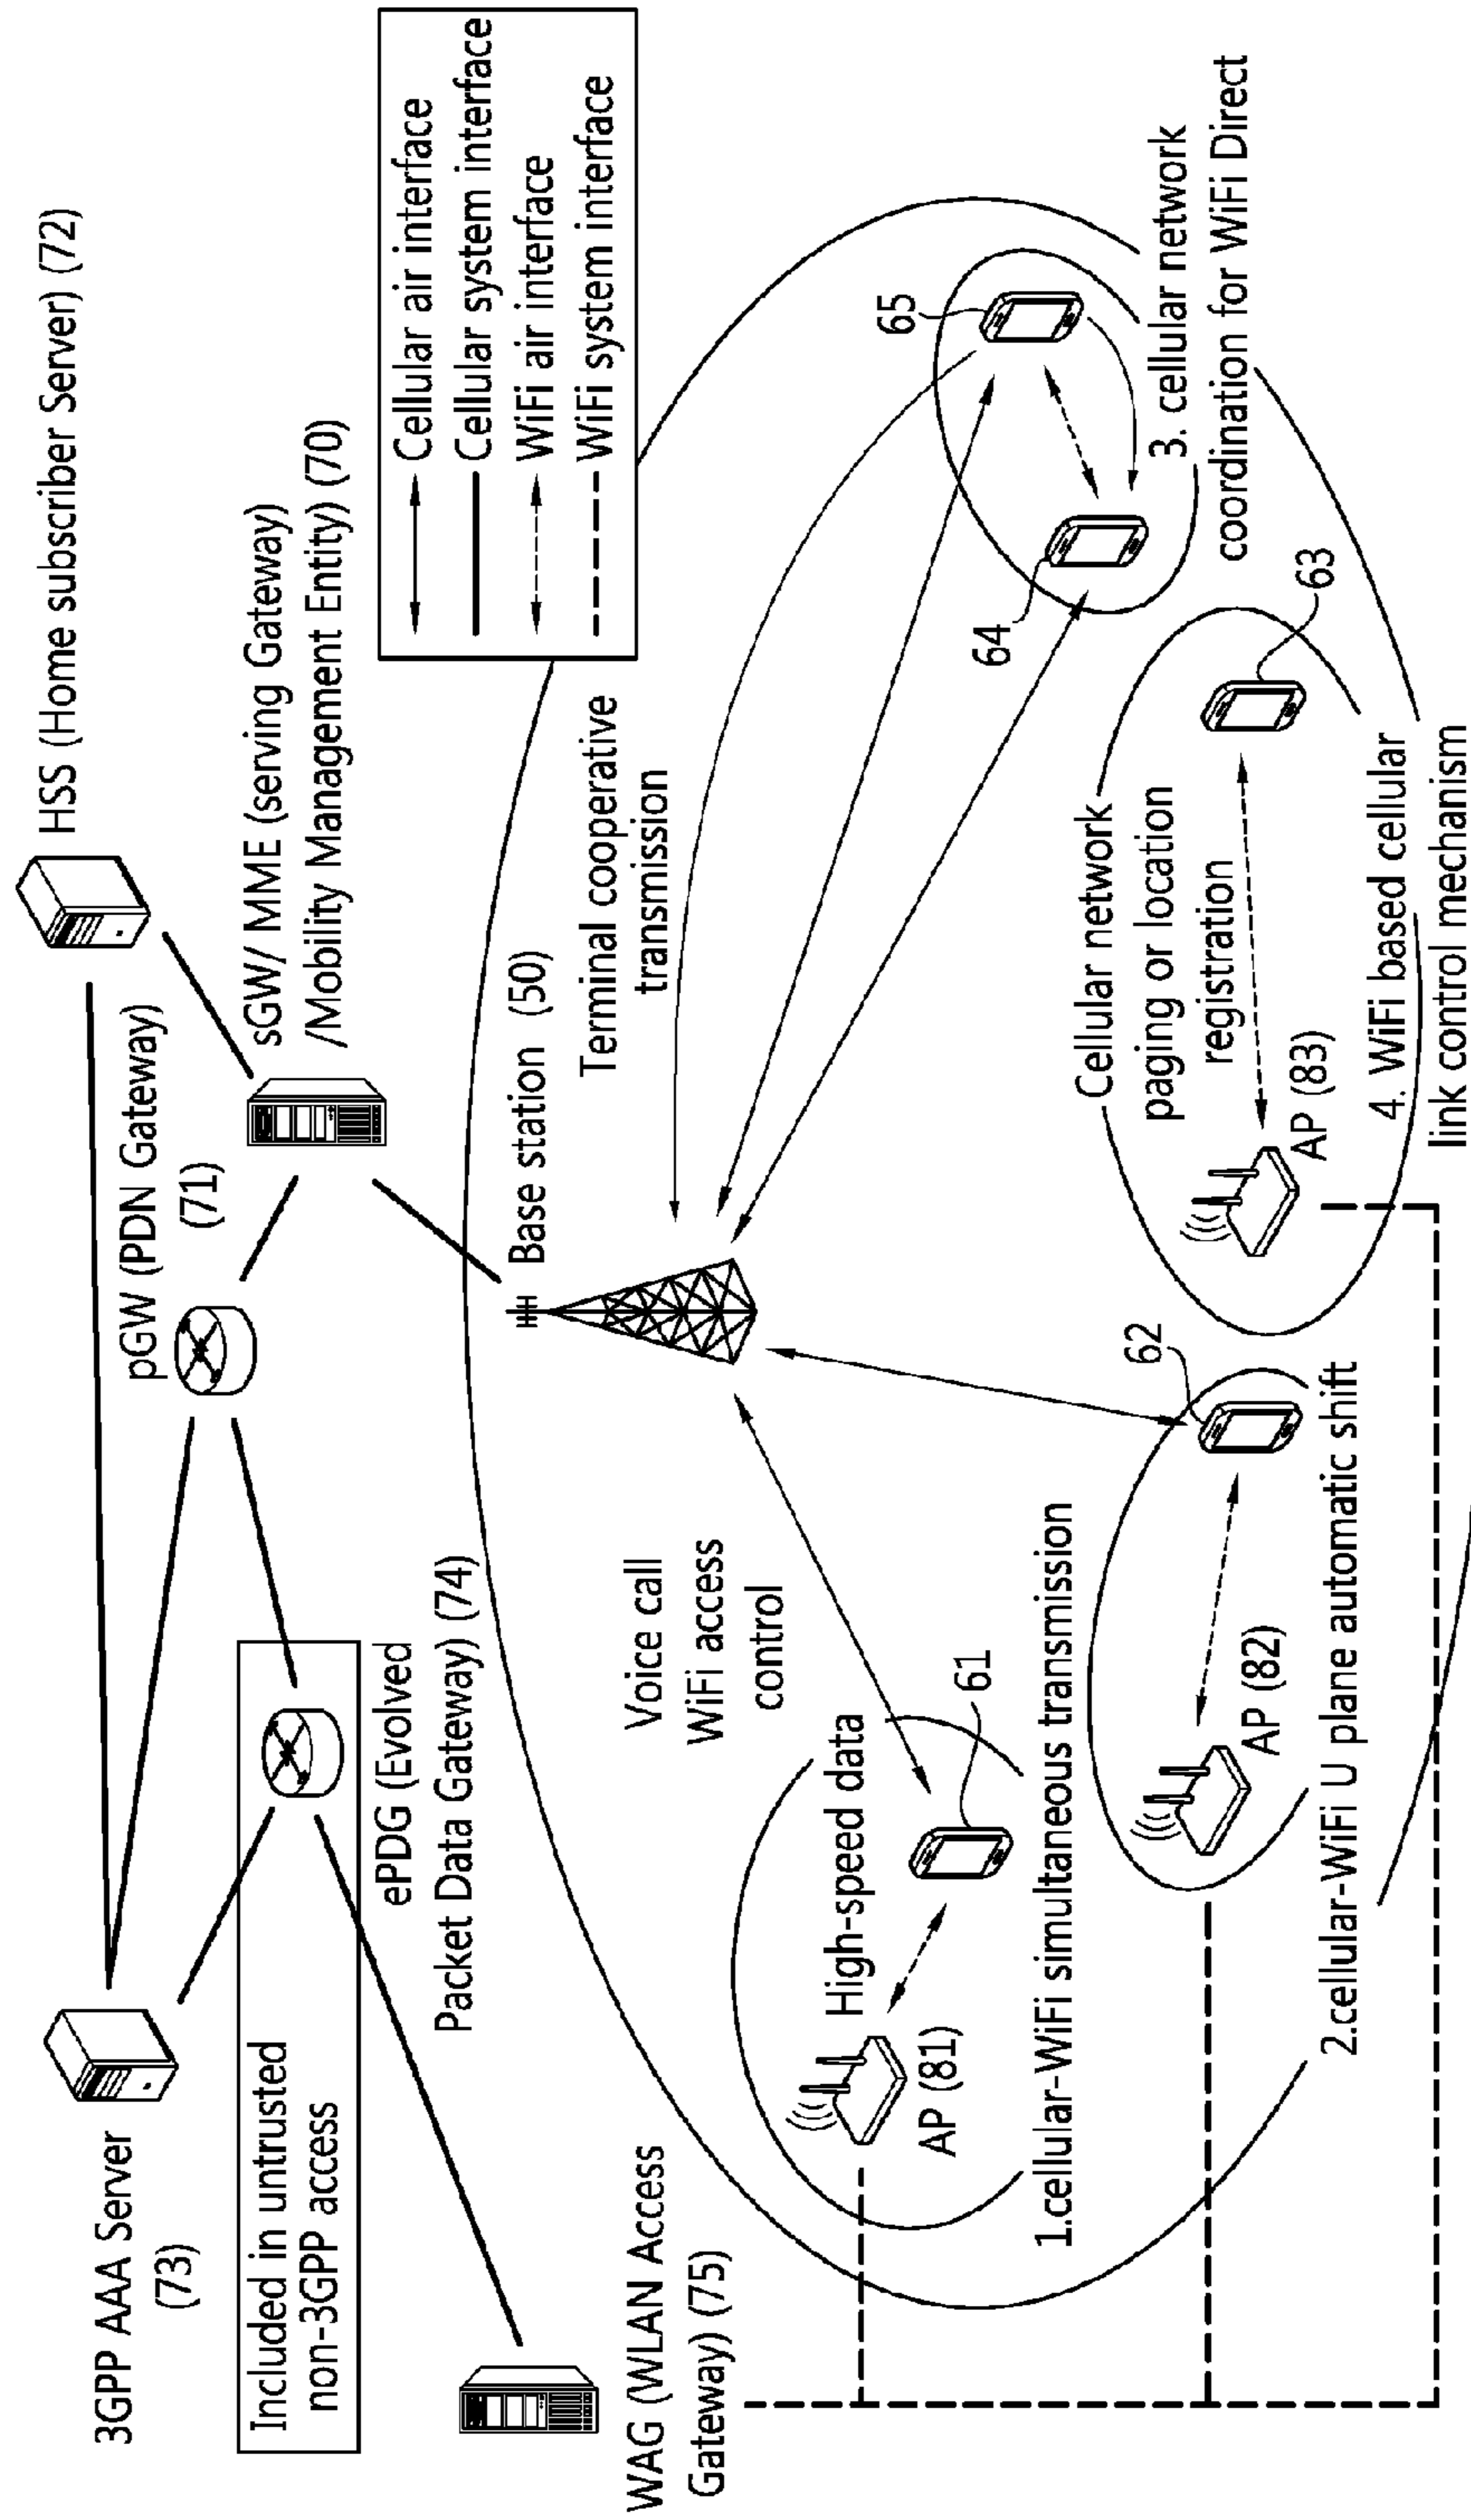 3GPP AAA Server
(73)
HSS (Home subscriber Server) (72)
pGW (PDN Gateway)
(71)
Included in untrusted
non-3GPP access
sGW/ MME (serving Gateway)
/Mobility Management Entity) (70)
ePDG (Evolved
Packet Data Gateway) (74)
Cellular air interface
Cellular system interface
WiFi air interface
WiFi system interface
WAG (WLAN Access
Gateway) (75)
Base station (50)
Terminal cooperative
transmission
Voice call
WiFi access
control
High-speed data
AP (81)
61
1.cellular-WiFi simultaneous transmission
62
AP (82)
2.cellular-WiFi U plane automatic shift
65
64
3. cellular network
coordination for WiFi Direct
Cellular network
paging or location
registration
63
AP (83)
4. WiFi based cellular
link control mechanism